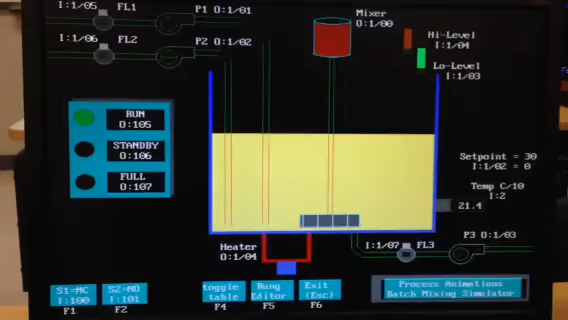 I:1/05
FL1
P1 O:1/01
Mixer
O:1/00
I:1/06
FL2
P2 O:1/02
Hi-Level
I:1/04
Lo-Level
I:1/03
RUN
O:105
STANDBY
O:106
FULL
O:107
Setpoint = 30
I:1/02 = 0
Temp C/10
I:2
21.4
Heater
O:1/04
I:1/07
FL3
P3 O:1/03
S1=NC
I:100
F1
S2=NO
I:101
F2
toggle
table
F4
Rung
Editor
F5
Exit
(Esc)
F6
Process Animations
Batch Mixing Simulator